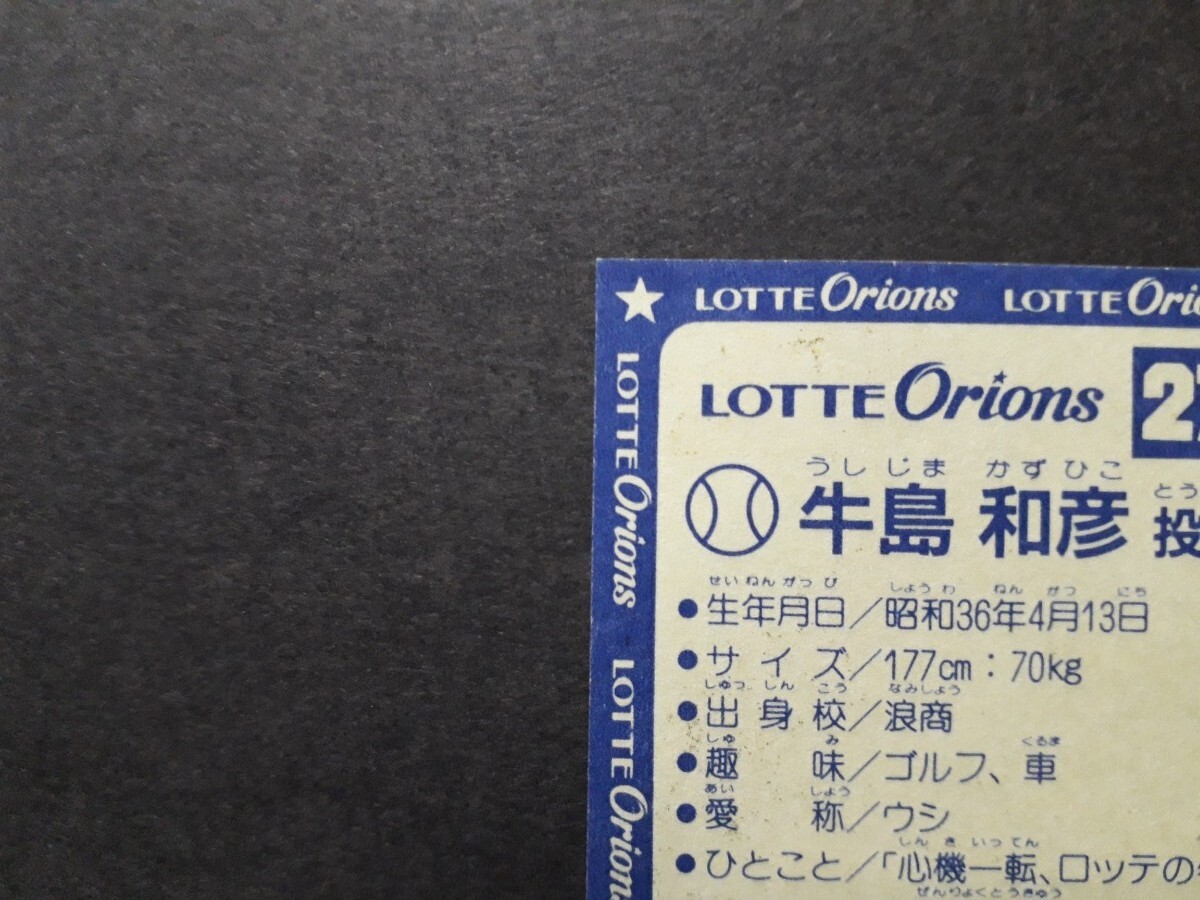 LOTTE Orions LOTTE Ori
LOTTE Orions
LOTTE Orions
LOTTE Orions 2
うしじま かずひこ とう
牛島 和彦 投
せいねんがっぴ しょうわ ねん がつ にち
●生年月日/昭和36年4月13日
●サイズ/177cm:70kg
しゅっしんこう なみしょう
●出身校/浪商
しゅ み くるま
●趣味/ゴルフ、車
あい しょう
●愛称/ウシ
しんきいってん
●ひとこと/「心機一転、ロッテの
ぜんりょくとうきゅう